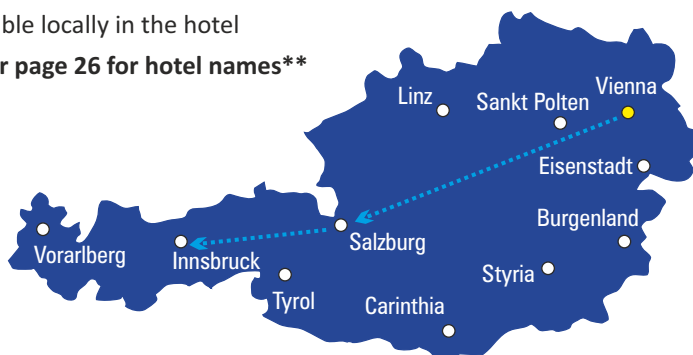 ble locally in the hotel
r page 26 for hotel names**
Vienna
Linz
Sankt Polten
Eisenstadt
Burgenland
Salzburg
Vorarlberg
Innsbruck
Styria
Tyrol
Carinthia